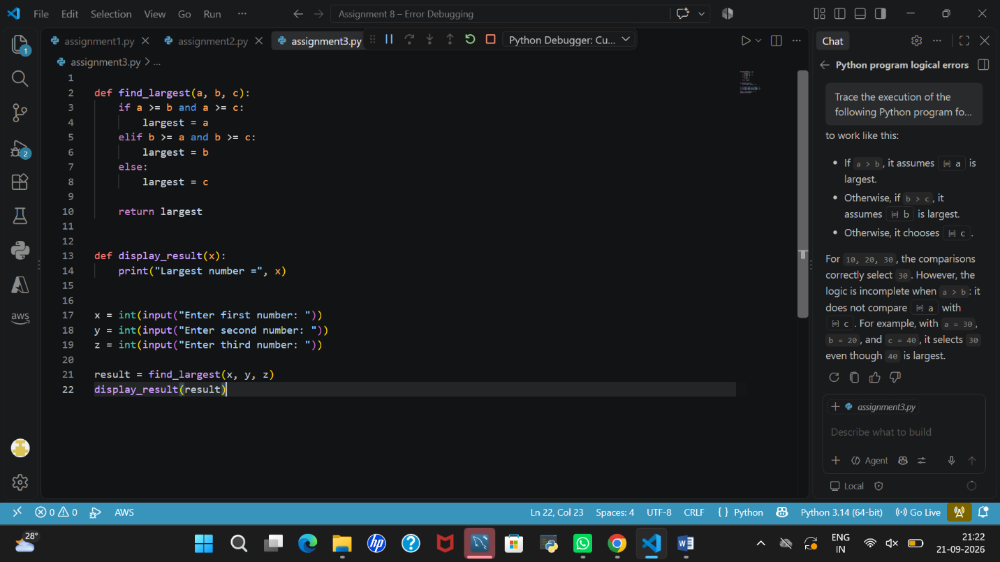 File Edit Selection View Go Run ···
Assignment 8 – Error Debugging
assignment1.py
assignment2.py
assignment3.py
Python Debugger: Cu...
assignment3.py > ...
1
2 def find_largest(a, b, c):
3     if a >= b and a >= c:
4         largest = a
5     elif b >= a and b >= c:
6         largest = b
7     else:
8         largest = c
9
10     return largest
11
12
13 def display_result(x):
14     print("Largest number =", x)
15
16
17 x = int(input("Enter first number: "))
18 y = int(input("Enter second number: "))
19 z = int(input("Enter third number: "))
20
21 result = find_largest(x, y, z)
22 display_result(result)
1
2
aws
Chat
Python program logical errors
Trace the execution of the
following Python program fo...
to work like this:
• If a > b, it assumes a is
largest.
• Otherwise, if b > c, it
assumes b is largest.
• Otherwise, it chooses c.
For 10, 20, 30, the comparisons
correctly select 30. However, the
logic is incomplete when a > b: it
does not compare a with
c. For example, with a = 30,
b = 20, and c = 40, it selects 30
even though 40 is largest.
assignment3.py
Describe what to build
Agent
Local
0 0 AWS
Ln 22, Col 23 Spaces: 4 UTF-8 CRLF { } Python Python 3.14 (64-bit) Go Live
28°
ENG
IN
21:22
21-09-2026